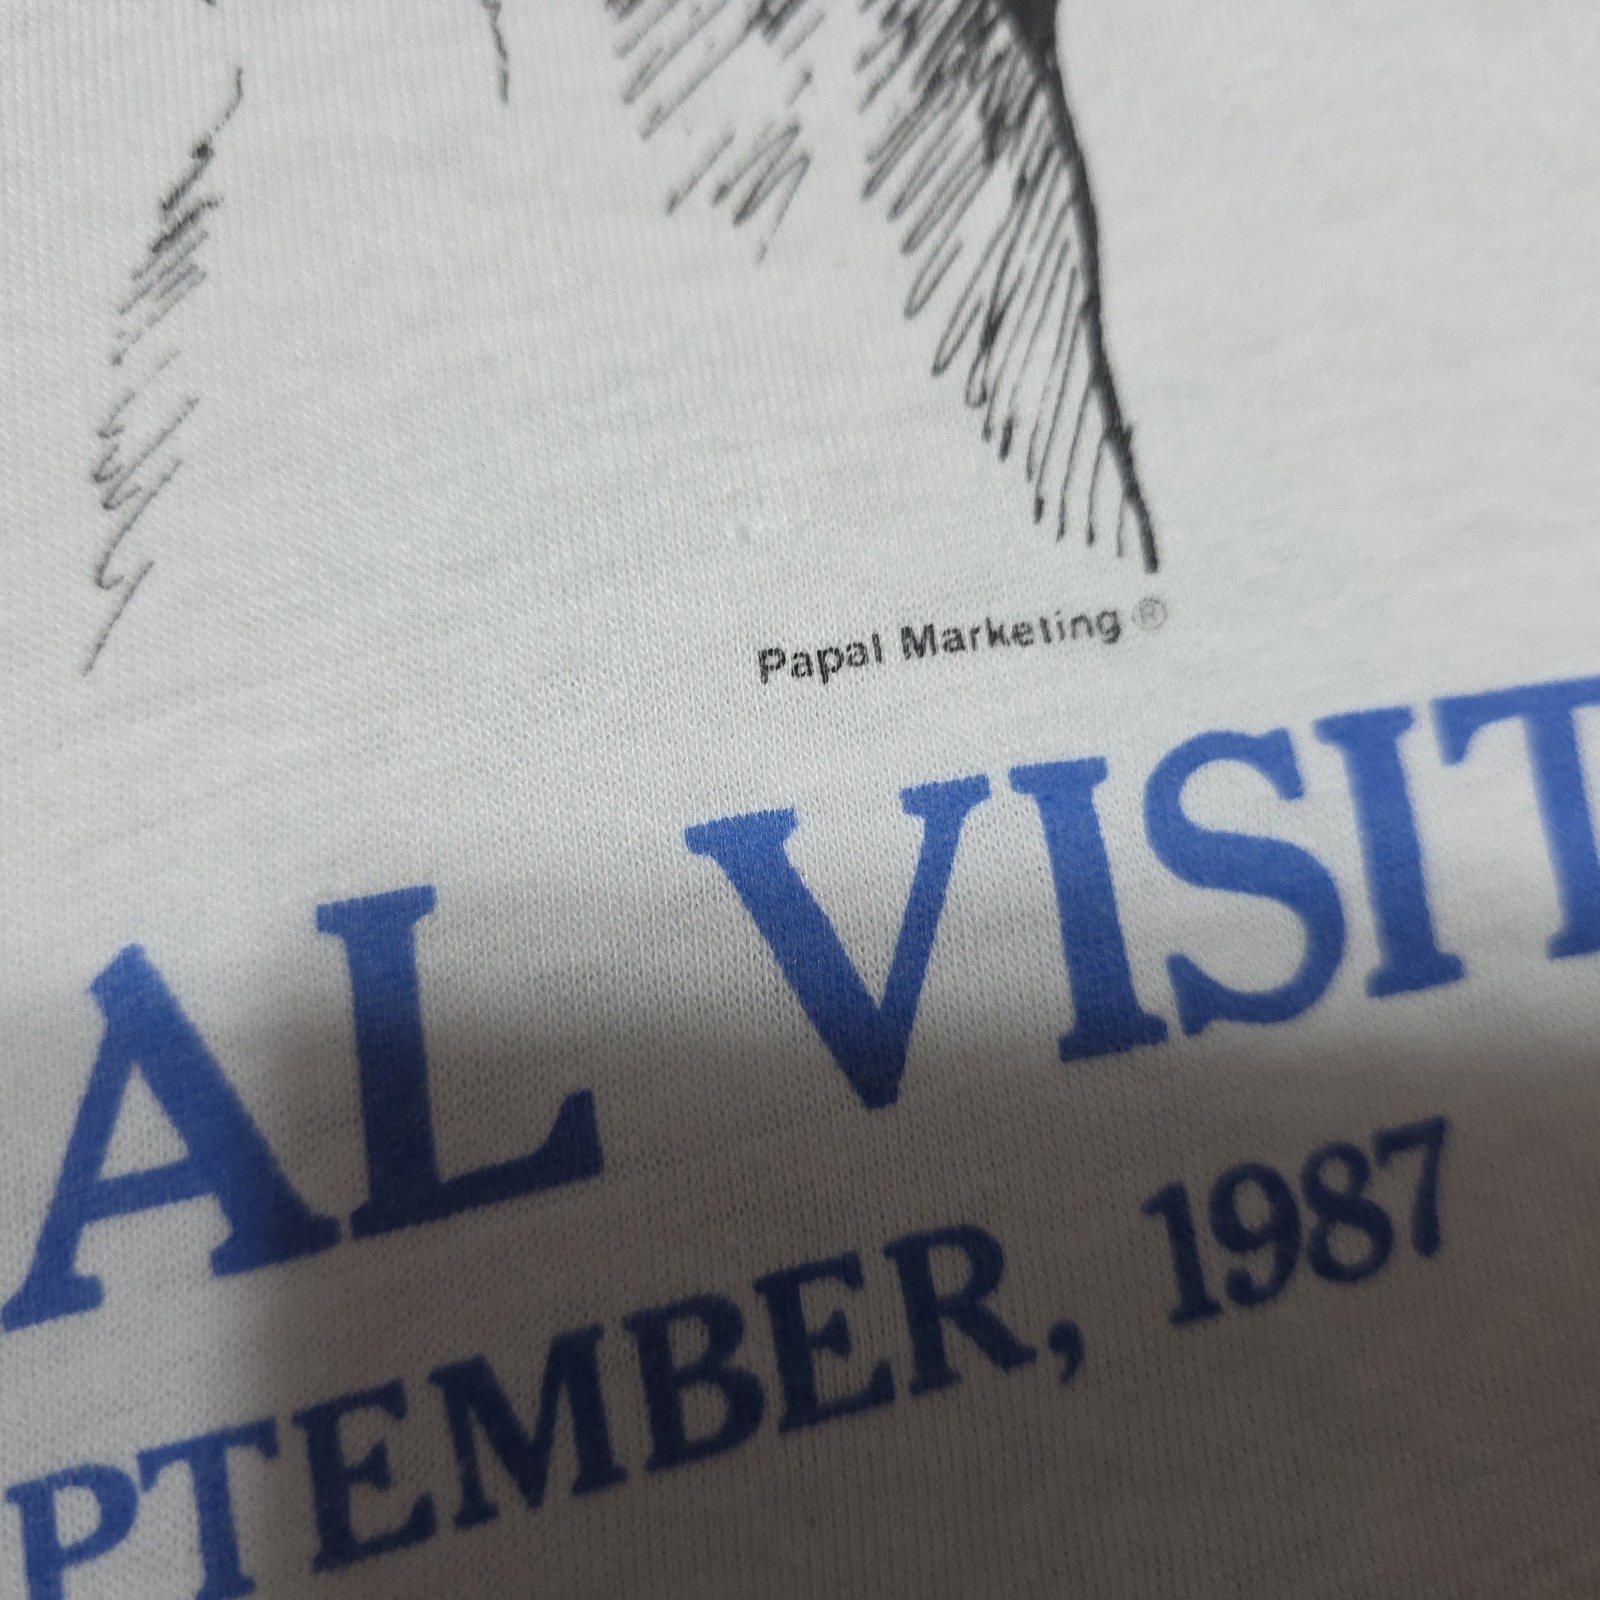 Papal Marketing ®
AL VISIT
PTEMBER, 1987